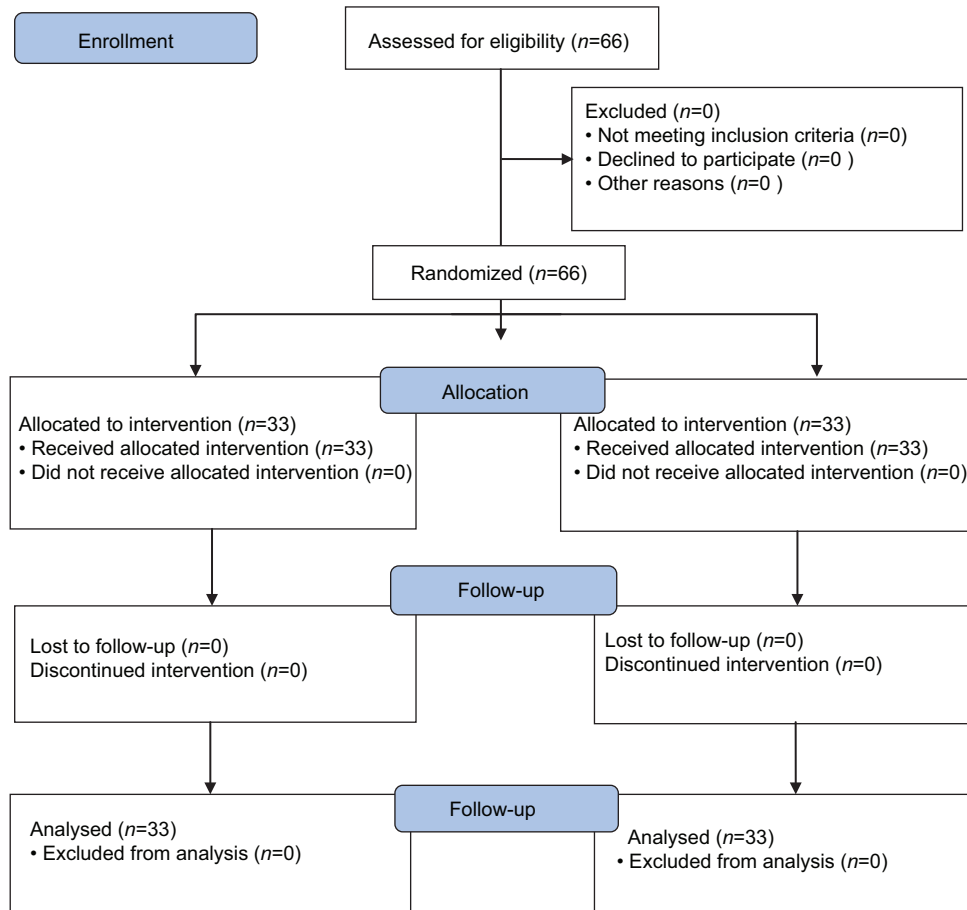 Enrollment
Assessed for eligibility (n=66)
Excluded (n=0)
• Not meeting inclusion criteria (n=0)
• Declined to participate (n=0 )
• Other reasons (n=0 )
Randomized (n=66)
Allocation
Allocated to intervention (n=33)
• Received allocated intervention (n=33)
• Did not receive allocated intervention (n=0)
Allocated to intervention (n=33)
• Received allocated intervention (n=33)
• Did not receive allocated intervention (n=0)
Follow-up
Lost to follow-up (n=0)
Discontinued intervention (n=0)
Lost to follow-up (n=0)
Discontinued intervention (n=0)
Follow-up
Analysed (n=33)
• Excluded from analysis (n=0)
Analysed (n=33)
• Excluded from analysis (n=0)